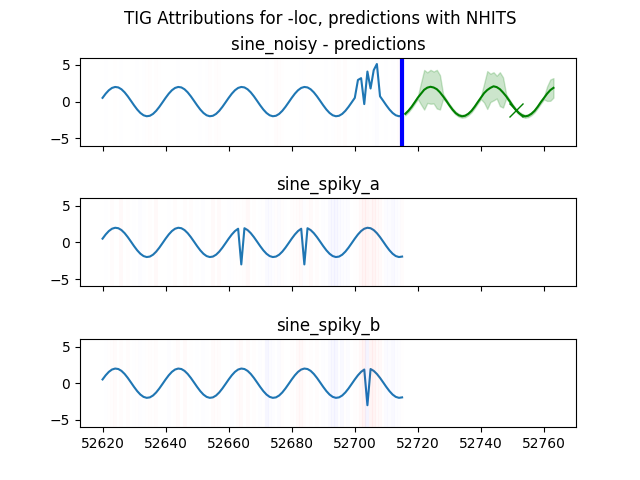 TIG Attributions for -loc, predictions with NHITS
sine_noisy - predictions
5
0
−5
sine_spiky_a
5
0
−5
sine_spiky_b
5
0
−5
52620 52640 52660 52680 52700 52720 52740 52760